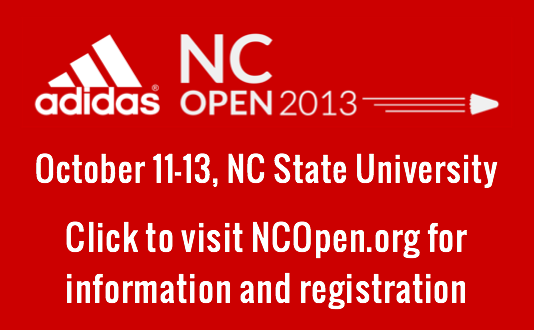 adidas®
NC
OPEN 2013
October 11-13, NC State University
Click to visit NCOpen.org for
information and registration